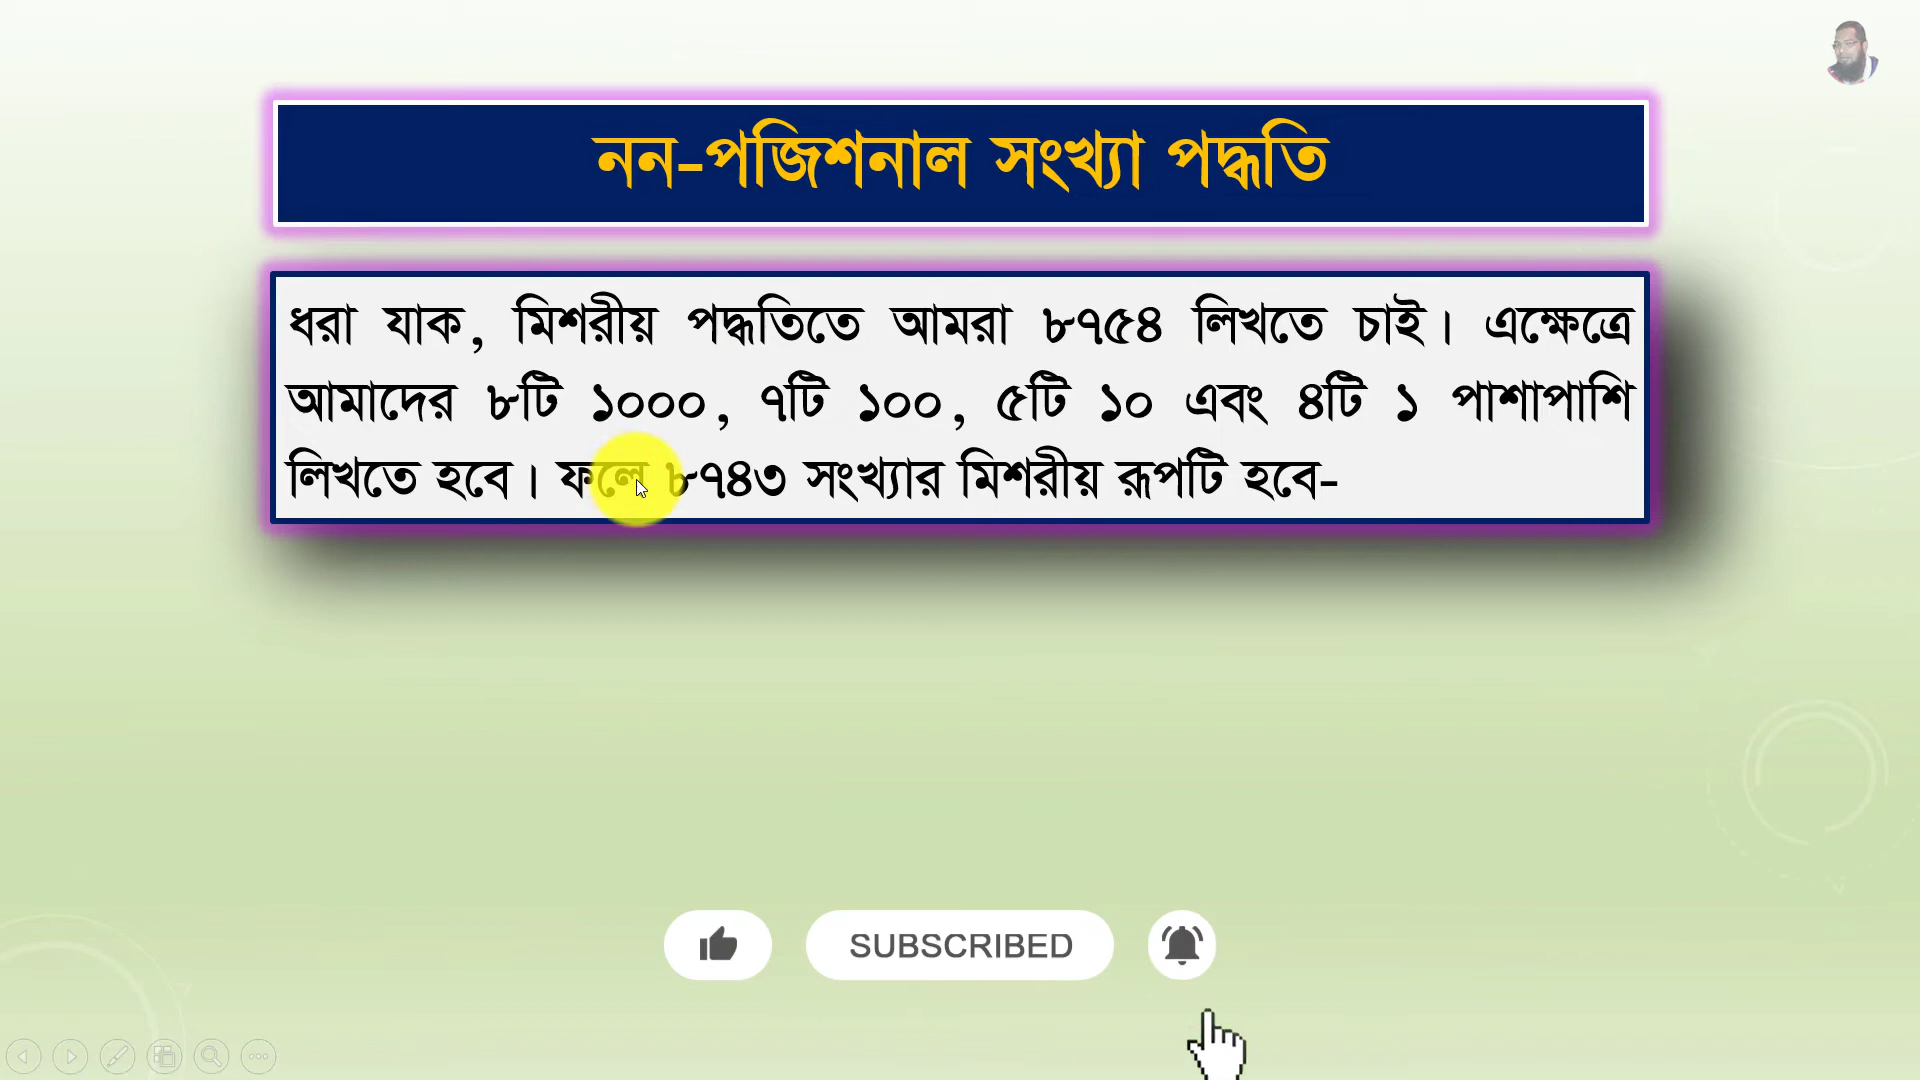 নন-পজিশনাল সংখ্যা পদ্ধতি
ধরা যাক, মিশরীয় পদ্ধতিতে আমরা ৮৭৫৪ লিখতে চাই। এক্ষেত্রে
আমাদের ৮টি ১০০০, ৭টি ১০০, ৫টি ১০ এবং ৪টি ১ পাশাপাশি
লিখতে হবে। ফলে ৮৭৪৩ সংখ্যার মিশরীয় রূপটি হবে-
SUBSCRIBED